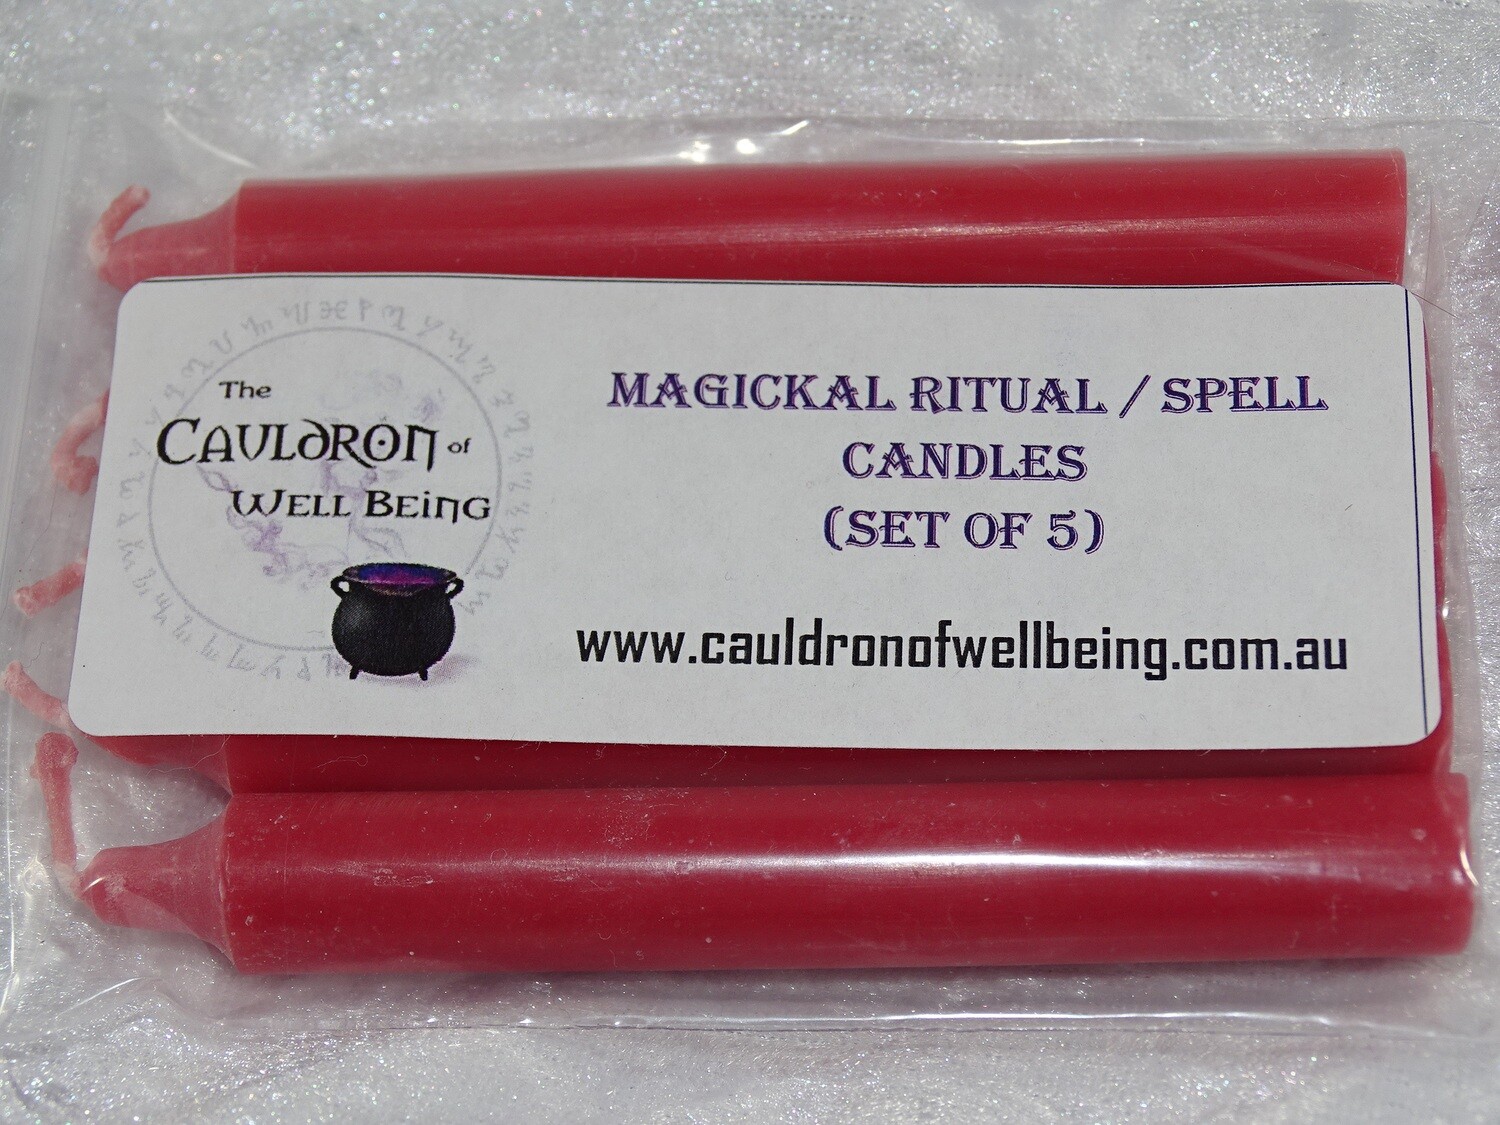 The
CAULDRON of
WELL BEING
MAGICKAL RITUAL / SPELL
CANDLES
(SET OF 5)
www.cauldronofwellbeing.com.au